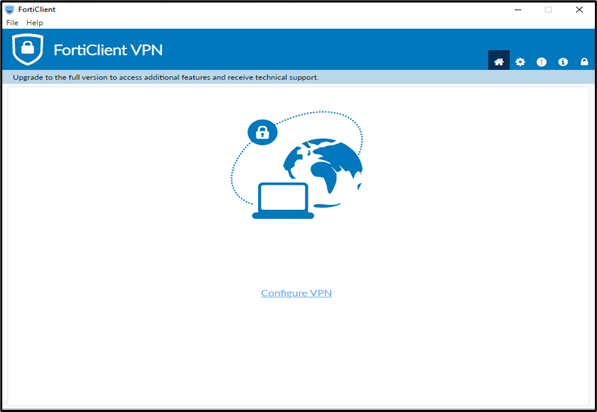 FortiClient
File Help
FortiClient VPN
Upgrade to the full version to access additional features and receive technical support.
Configure VPN